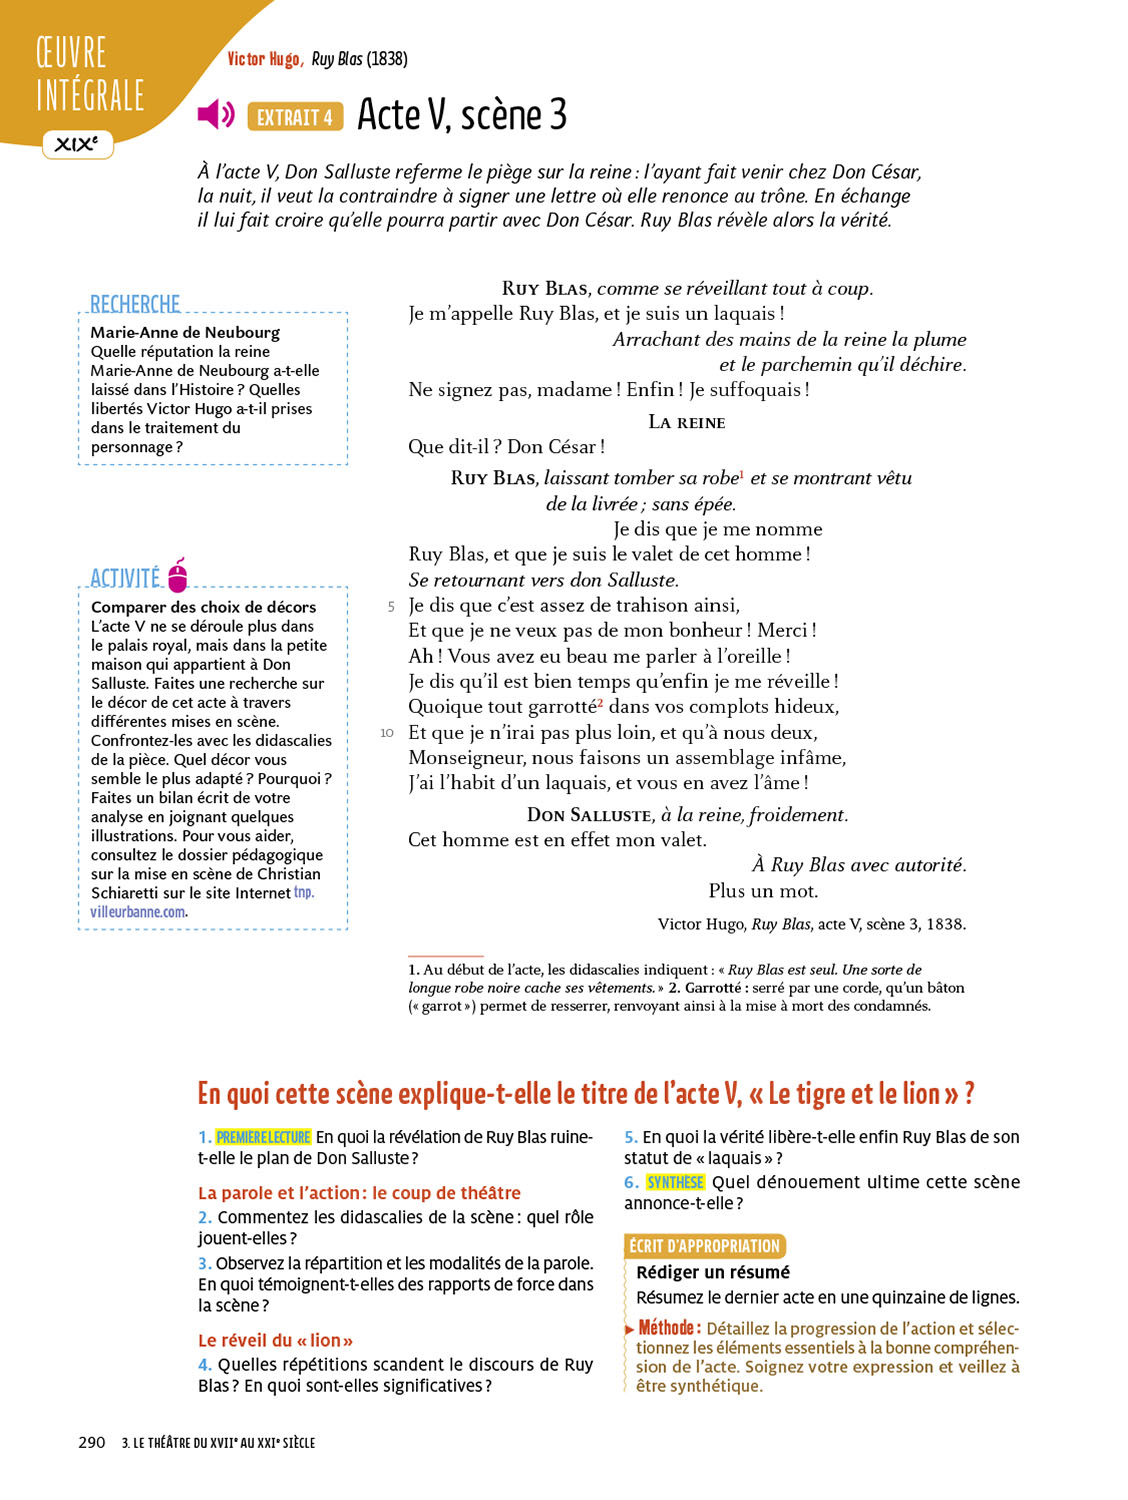 ŒUVRE
INTÉGRALE
XIXe
Victor Hugo, Ruy Blas (1838)
EXTRAIT 4 Acte V, scène 3
À l'acte V, Don Salluste referme le piège sur la reine : l'ayant fait venir chez Don César,
la nuit, il veut la contraindre à signer une lettre où elle renonce au trône. En échange
il lui fait croire qu'elle pourra partir avec Don César. Ruy Blas révèle alors la vérité.
RECHERCHE
Marie-Anne de Neubourg
Quelle réputation la reine
Marie-Anne de Neubourg a-t-elle
laissé dans l'Histoire ? Quelles
libertés Victor Hugo a-t-il prises
dans le traitement du
personnage ?
ACTIVITÉ
Comparer des choix de décors
L'acte V ne se déroule plus dans
le palais royal, mais dans la petite
maison qui appartient à Don
Salluste. Faites une recherche sur
le décor de cet acte à travers
différentes mises en scène.
Confrontez-les avec les didascalies
de la pièce. Quel décor vous
semble le plus adapté ? Pourquoi ?
Faites un bilan écrit de votre
analyse en joignant quelques
illustrations. Pour vous aider,
consultez le dossier pédagogique
sur la mise en scène de Christian
Schiaretti sur le site Internet tnp.
villeurbanne.com.
RUY BLAS, comme se réveillant tout à coup.
Je m'appelle Ruy Blas, et je suis un laquais !
Arrachant des mains de la reine la plume
et le parchemin qu'il déchire.
Ne signez pas, madame ! Enfin ! Je suffoquais !
LA REINE
Que dit-il ? Don César !
RUY BLAS, laissant tomber sa robe1 et se montrant vêtu
de la livrée ; sans épée.
Je dis que je me nomme
Ruy Blas, et que je suis le valet de cet homme !
Se retournant vers don Salluste.
5 Je dis que c'est assez de trahison ainsi,
Et que je ne veux pas de mon bonheur ! Merci !
Ah ! Vous avez eu beau me parler à l'oreille !
Je dis qu'il est bien temps qu'enfin je me réveille !
Quoique tout garrotté2 dans vos complots hideux,
10 Et que je n'irai pas plus loin, et qu'à nous deux,
Monseigneur, nous faisons un assemblage infâme,
J'ai l'habit d'un laquais, et vous en avez l'âme !
DON SALLUSTE, à la reine, froidement.
Cet homme est en effet mon valet.
À Ruy Blas avec autorité.
Plus un mot.
Victor Hugo, Ruy Blas, acte V, scène 3, 1838.
1. Au début de l'acte, les didascalies indiquent : « Ruy Blas est seul. Une sorte de
longue robe noire cache ses vêtements. » 2. Garrotté : serré par une corde, qu'un bâton
(« garrot ») permet de resserrer, renvoyant ainsi à la mise à mort des condamnés.
En quoi cette scène explique-t-elle le titre de l'acte V, « Le tigre et le lion » ?
1. PREMIÈRE LECTURE En quoi la révélation de Ruy Blas ruine-
t-elle le plan de Don Salluste ?
La parole et l'action : le coup de théâtre
2. Commentez les didascalies de la scène : quel rôle
jouent-elles ?
3. Observez la répartition et les modalités de la parole.
En quoi témoignent-t-elles des rapports de force dans
la scène ?
Le réveil du « lion »
4. Quelles répétitions scandent le discours de Ruy
Blas ? En quoi sont-elles significatives ?
5. En quoi la vérité libère-t-elle enfin Ruy Blas de son
statut de « laquais » ?
6. SYNTHÈSE Quel dénouement ultime cette scène
annonce-t-elle ?
ÉCRIT D'APPROPRIATION
Rédiger un résumé
Résumez le dernier acte en une quinzaine de lignes.
► Méthode : Détaillez la progression de l'action et sélec-
tionnez les éléments essentiels à la bonne compréhen-
sion de l'acte. Soignez votre expression et veillez à
être synthétique.
290 3. LE THÉÂTRE DU XVIIe AU XXIe SIÈCLE